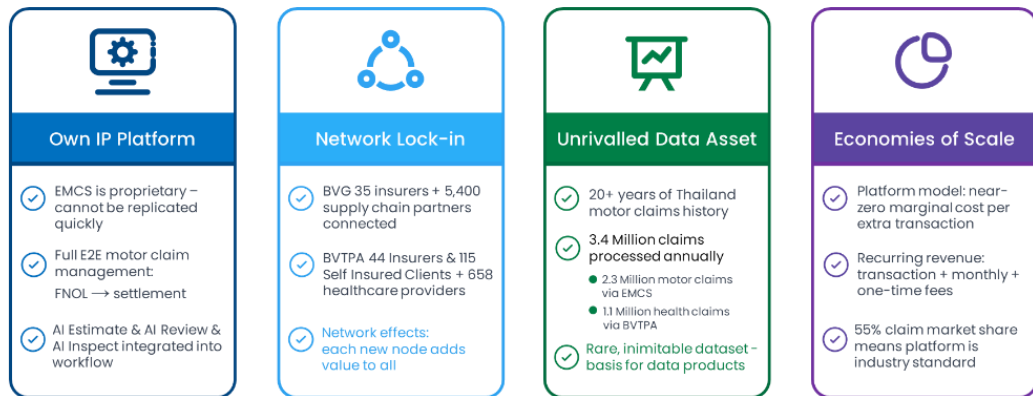 Own IP Platform
EMCS is proprietary –
cannot be replicated
quickly
Full E2E motor claim
management:
FNOL → settlement
AI Estimate & AI Review &
AI Inspect integrated into
workflow
Network Lock-in
BVG 35 insurers + 5,400
supply chain partners
connected
BVTPA 44 Insurers & 115
Self Insured Clients + 658
healthcare providers
Network effects:
each new node adds
value to all
Unrivalled Data Asset
20+ years of Thailand
motor claims history
3.4 Million claims
processed annually
2.3 Million motor claims
via EMCS
1.1 Million health claims
via BVTPA
Rare, inimitable dataset -
basis for data products
Economies of Scale
Platform model: near-
zero marginal cost per
extra transaction
Recurring revenue:
transaction + monthly +
one-time fees
55% claim market share
means platform is
industry standard